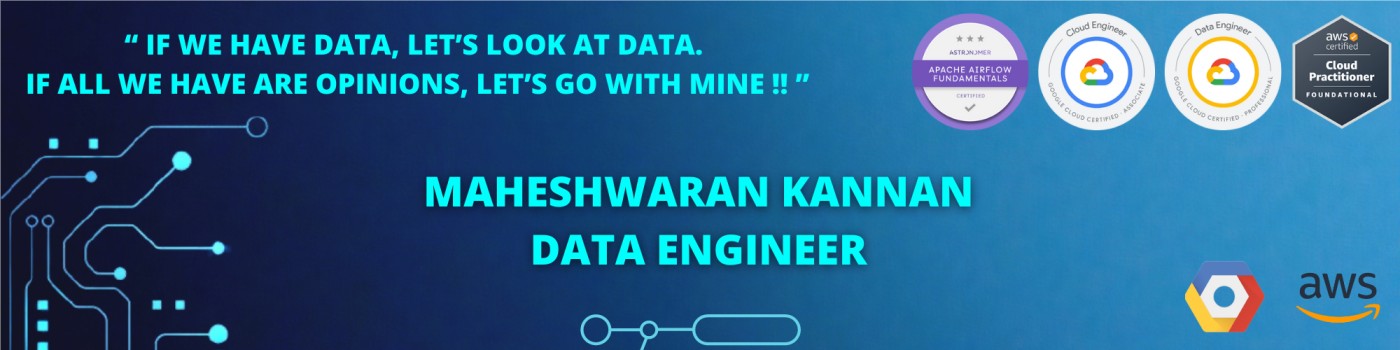 “ IF WE HAVE DATA, LET’S LOOK AT DATA.
IF ALL WE HAVE ARE OPINIONS, LET’S GO WITH MINE !! ”
ASTRONOMER
APACHE AIRFLOW
FUNDAMENTALS
CERTIFIED
Cloud Engineer
GOOGLE CLOUD CERTIFIED · ASSOCIATE
Data Engineer
GOOGLE CLOUD CERTIFIED · PROFESSIONAL
aws
certified
Cloud
Practitioner
FOUNDATIONAL
MAHESHWARAN KANNAN
DATA ENGINEER
aws